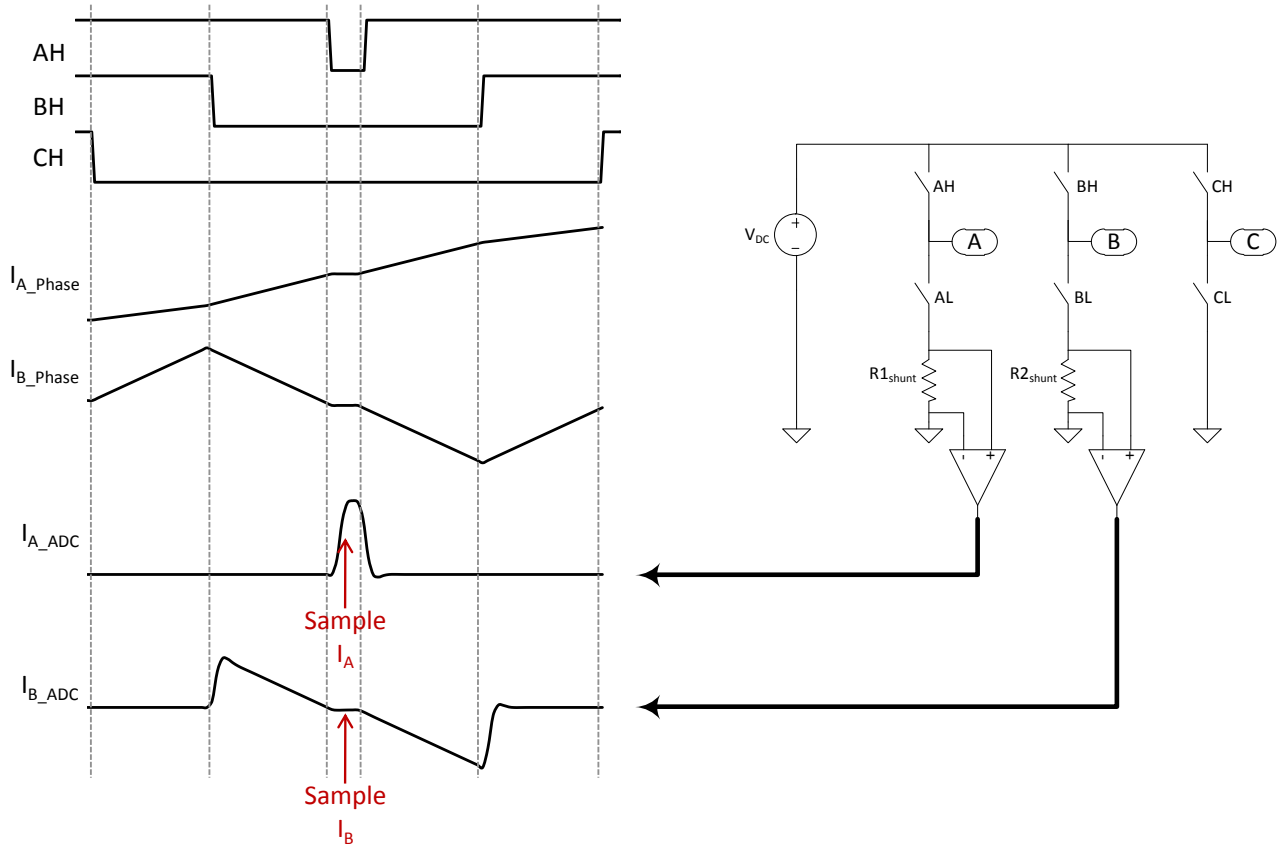 AH
BH
CH
I_A_Phase
I_B_Phase
I_A_ADC
Sample
I_A
I_B_ADC
Sample
I_B
V_DC
+
−
AH
BH
CH
A
B
C
AL
BL
CL
R1_shunt
R2_shunt
- +
- +